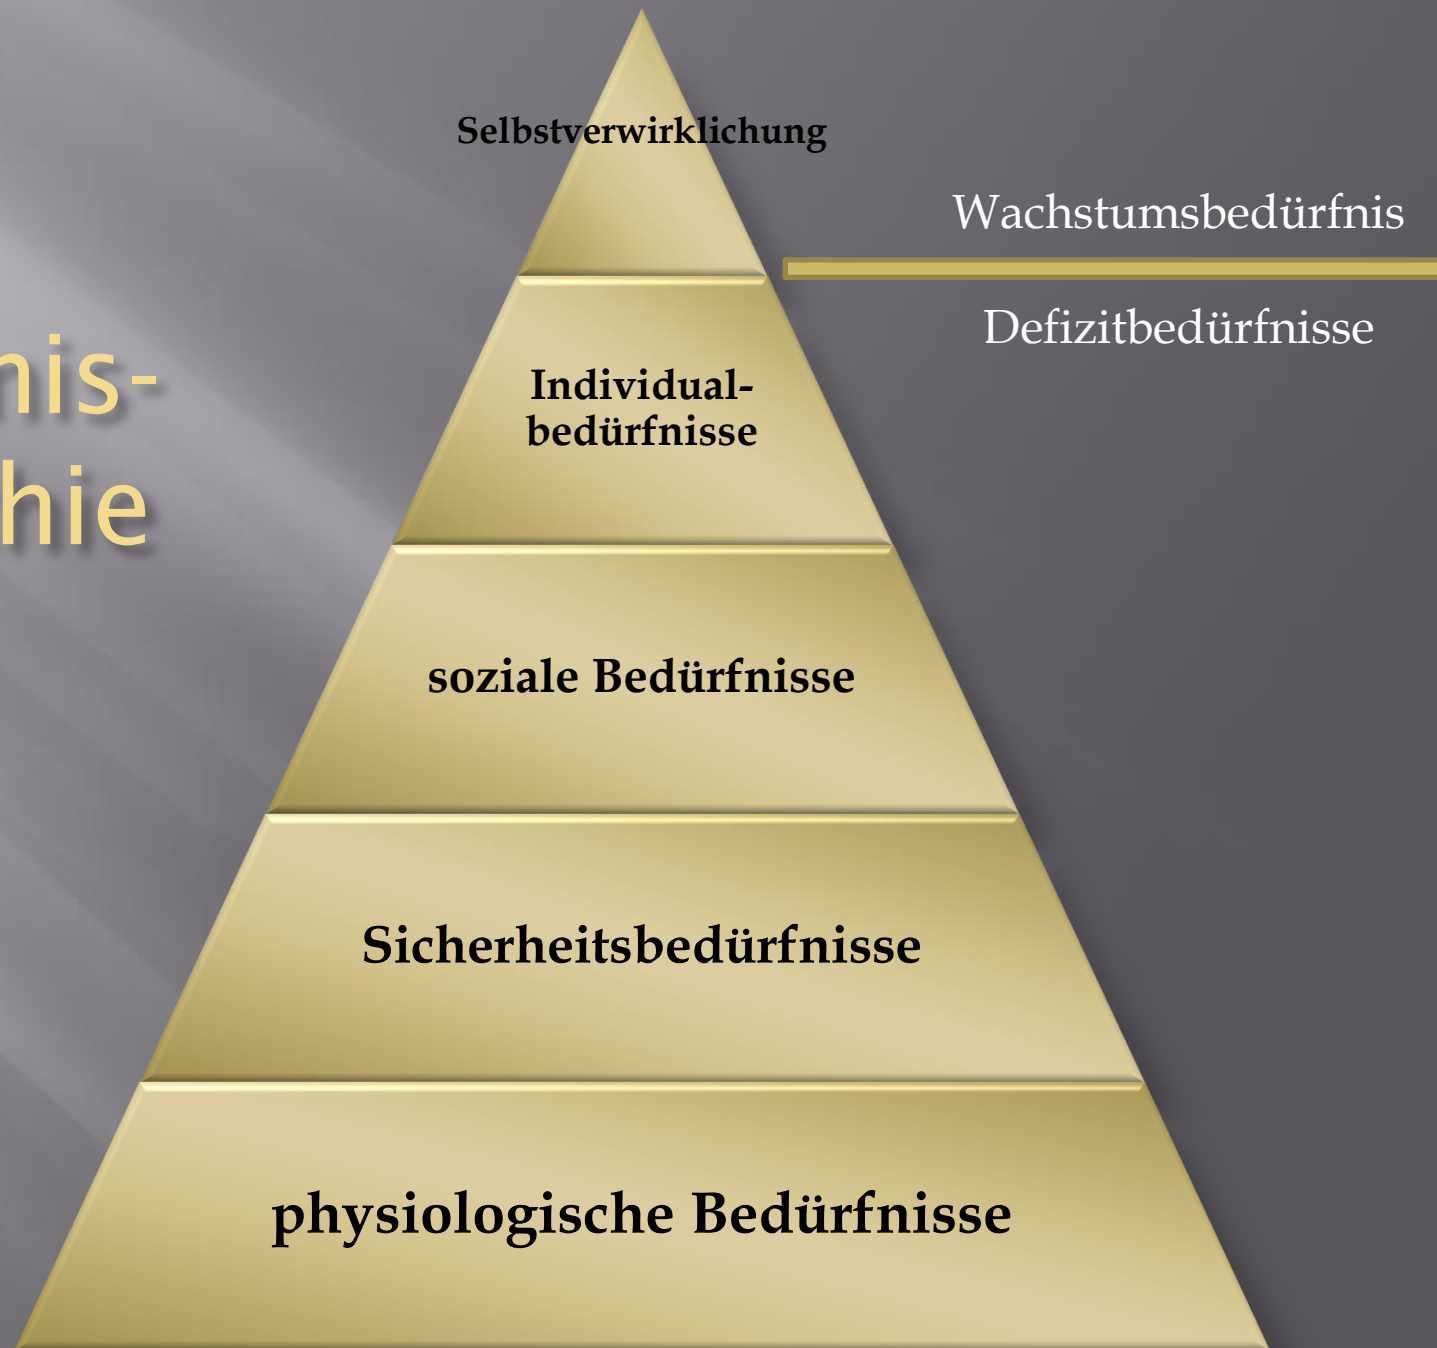 Selbstverwirklichung
Wachstumsbedürfnis
Defizitbedürfnisse
nis-
hie
Individual-
bedürfnisse
soziale Bedürfnisse
Sicherheitsbedürfnisse
physiologische Bedürfnisse